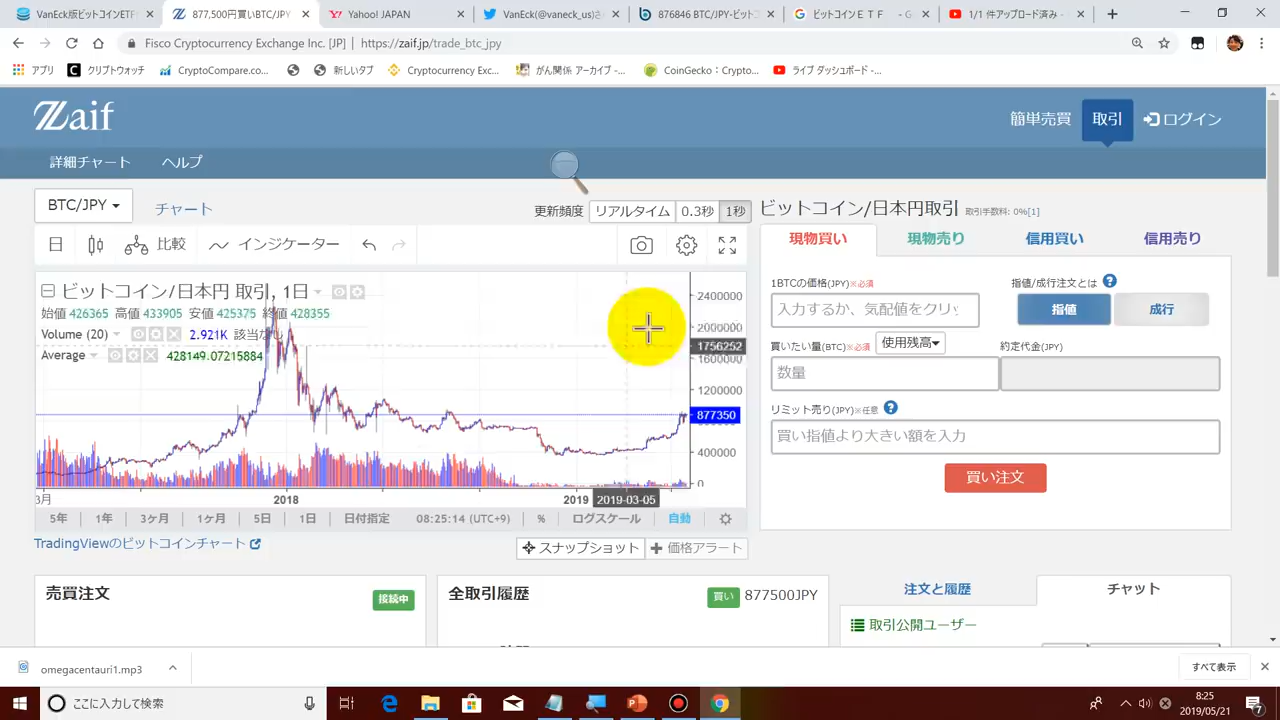 VanEck版ビットコインETF
877,500円買いBTC/JPY
Yahoo! JAPAN
VanEck(@vaneck_us)さ
876846 BTC/JPY-ビット
ビットコインＥＴＦ - G
1/1 件アップロード済み -
Fisco Cryptocurrency Exchange Inc. [JP] | https://zaif.jp/trade_btc_jpy
アプリ
クリプトウォッチ
CryptoCompare.co...
新しいタブ
Cryptocurrency Exc...
がん関係 アーカイブ - ...
CoinGecko：Crypto...
ライブ ダッシュボード - ...
Zaif
簡単売買
取引
ログイン
詳細チャート
ヘルプ
BTC/JPY
チャート
更新頻度
リアルタイム
0.3秒
1秒
ビットコイン/日本円取引 取引手数料: 0%[1]
日
比較
インジケーター
現物買い
現物売り
信用買い
信用売り
ビットコイン/日本円 取引, 1日
始値 426365 高値 433905 安値 425375 終値 428355
Volume (20)
2.921K 該当な
Average
428149.07215884
2400000
2000000
1756252
1600000
1200000
877350
400000
0
3月
2018
2019
2019-03-05
5年
1年
3ヶ月
1ヶ月
5日
1日
日付指定
08:25:14 (UTC+9)
%
ログスケール
自動
TradingViewのビットコインチャート
スナップショット
価格アラート
1BTCの価格(JPY)※必須
指値/成行注文とは
入力するか、気配値をクリッ
指値
成行
買いたい量(BTC)※必須
使用残高
約定代金(JPY)
数量
リミット売り(JPY)※任意
買い指値より大きい額を入力
買い注文
売買注文
接続中
全取引履歴
買い
877500JPY
注文と履歴
チャット
取引公開ユーザー
omegacentauri1.mp3
すべて表示
ここに入力して検索
8:25
2019/05/21
7